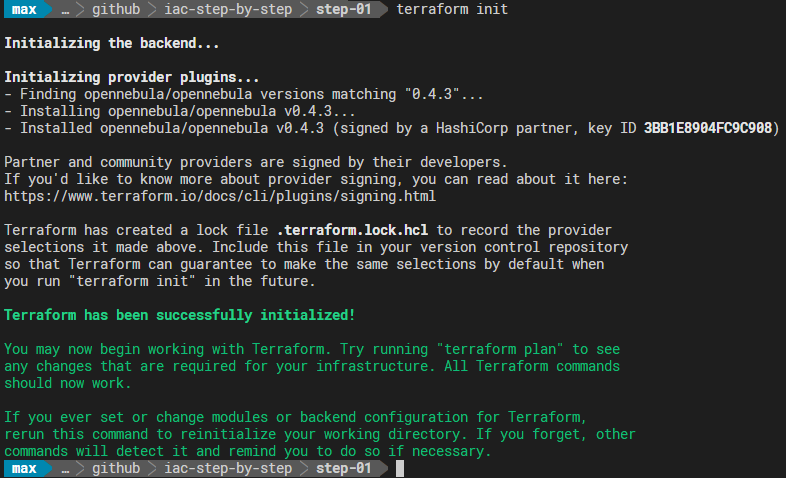 max … github iac-step-by-step step-01 terraform init
Initializing the backend...
Initializing provider plugins...
- Finding opennebula/opennebula versions matching "0.4.3"...
- Installing opennebula/opennebula v0.4.3...
- Installed opennebula/opennebula v0.4.3 (signed by a HashiCorp partner, key ID 3BB1E8904FC9C908)
Partner and community providers are signed by their developers.
If you'd like to know more about provider signing, you can read about it here:
https://www.terraform.io/docs/cli/plugins/signing.html
Terraform has created a lock file .terraform.lock.hcl to record the provider
selections it made above. Include this file in your version control repository
so that Terraform can guarantee to make the same selections by default when
you run "terraform init" in the future.
Terraform has been successfully initialized!
You may now begin working with Terraform. Try running "terraform plan" to see
any changes that are required for your infrastructure. All Terraform commands
should now work.
If you ever set or change modules or backend configuration for Terraform,
rerun this command to reinitialize your working directory. If you forget, other
commands will detect it and remind you to do so if necessary.
max … github iac-step-by-step step-01